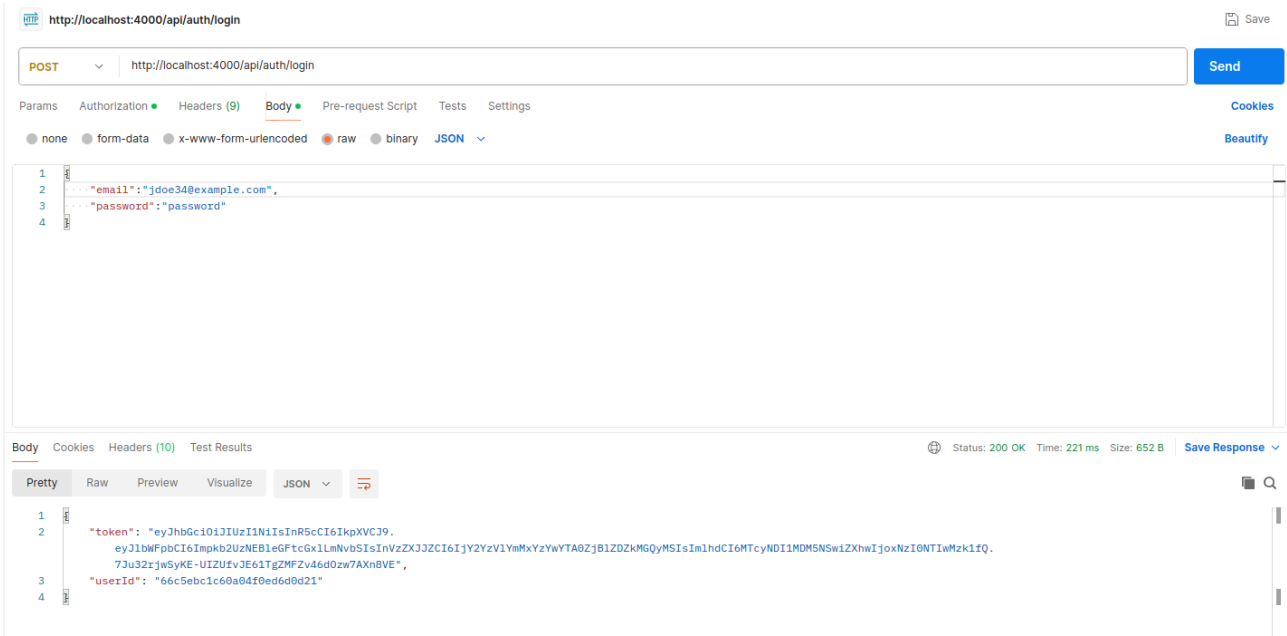 HTTP http://localhost:4000/api/auth/login Save
POST http://localhost:4000/api/auth/login Send
Params Authorization Headers (9) Body Pre-request Script Tests Settings Cookies
none form-data x-www-form-urlencoded raw binary JSON Beautify
1 {
2 "email":"jdoe34@example.com",
3 "password":"password"
4 }
Body Cookies Headers (10) Test Results Status: 200 OK Time: 221 ms Size: 652 B Save Response
Pretty Raw Preview Visualize JSON
1 {
2 "token": "eyJhbGciOiJIUzI1NiIsInR5cCI6IkpXVCJ9.
eyJlbWFpbCI6Impkb2UzNEBleGFtcGxlLmNvbSIsInVzZXJJZCI6IjY2YzVlYmMxYzYwYTA0ZjBlZDZkMGQyMSIsImlhdCI6MTcyNDI1MDM5NSwiZXhwIjoxNzI0NTIwMzk1fQ.
7Ju32rjwSyKE-UIZUfvJE61TgZMFZv46dOzw7AXn8VE",
3 "userId": "66c5ebc1c60a04f0ed6d0d21"
4 }